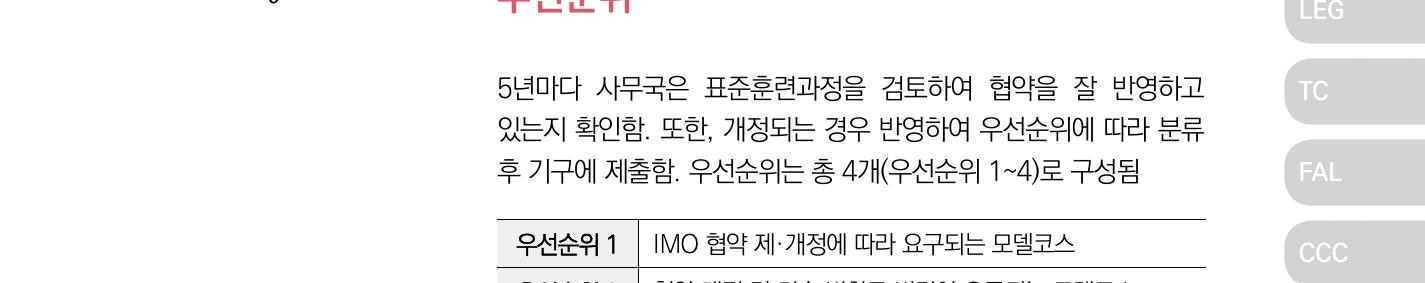 우선순위
5년마다 사무국은 표준훈련과정을 검토하여 협약을 잘 반영하고
있는지 확인함. 또한, 개정되는 경우 반영하여 우선순위에 따라 분류
후 기구에 제출함. 우선순위는 총 4개(우선순위 1~4)로 구성됨
우선순위 1 IMO 협약 제·개정에 따라 요구되는 모델코스
LEG
TC
FAL
CCC